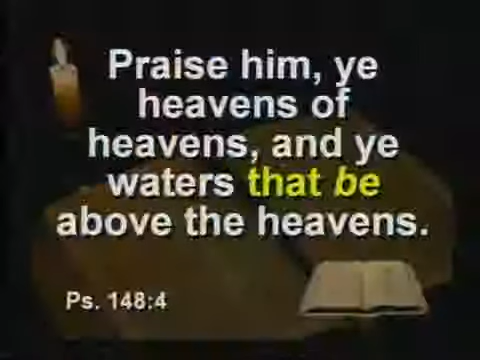 Praise him, ye
heavens of
heavens, and ye
waters that be
above the heavens.
Ps. 148:4